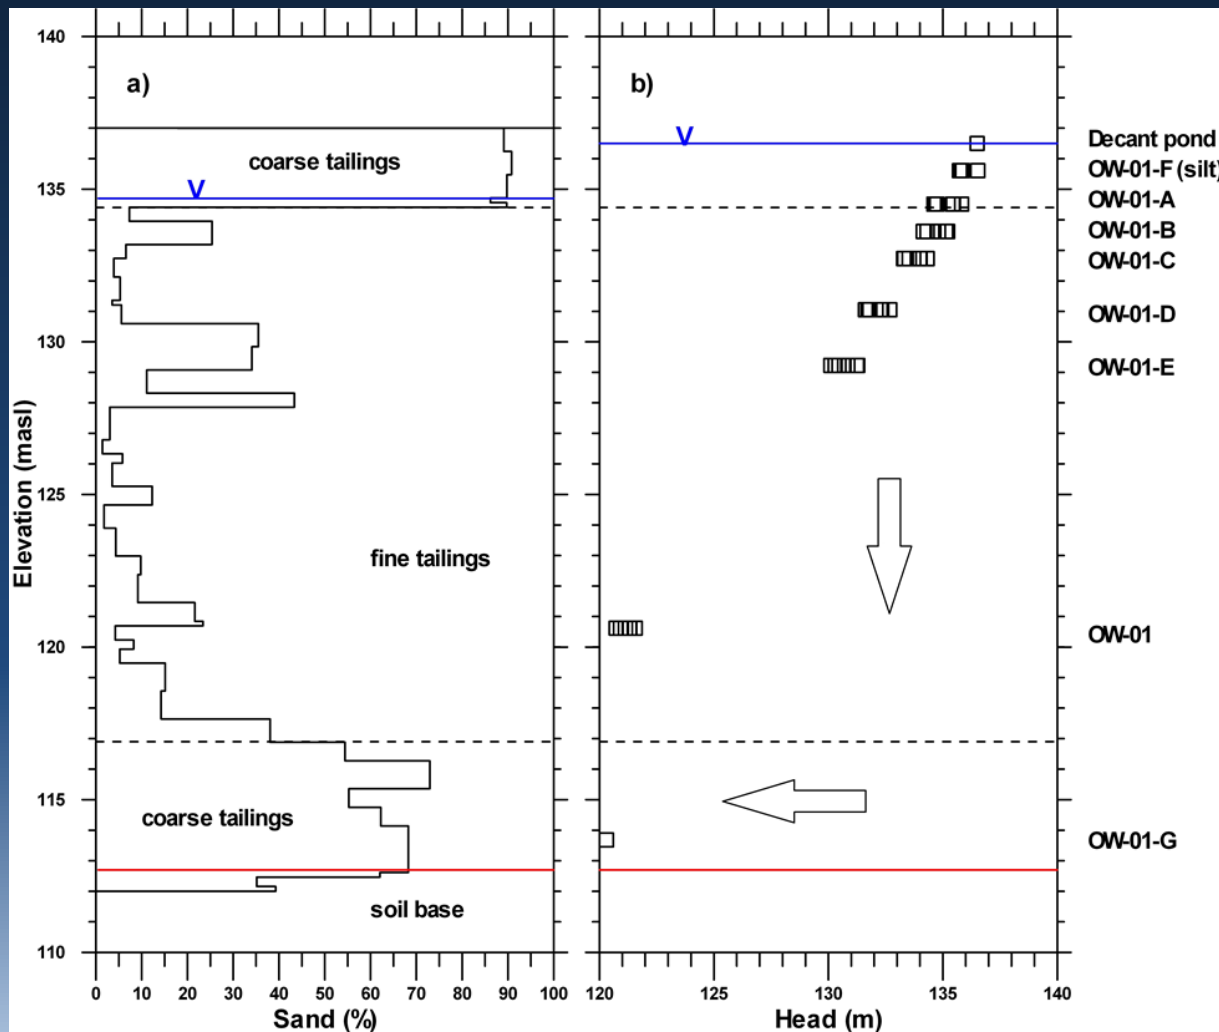 a)
b)
140
135
130
125
120
115
110
Elevation (masl)
V
coarse tailings
V
fine tailings
coarse tailings
soil base
0 10 20 30 40 50 60 70 80 90 100
Sand (%)
120 125 130 135 140
Head (m)
Decant pond
OW-01-F (silt)
OW-01-A
OW-01-B
OW-01-C
OW-01-D
OW-01-E
OW-01
OW-01-G